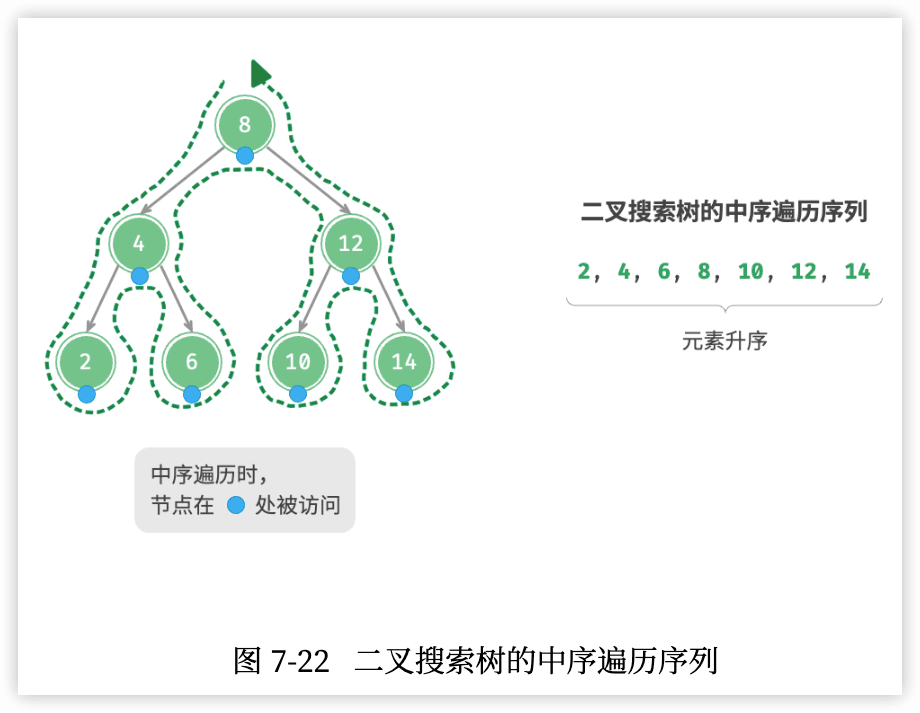 8
4
12
2
6
10
14
二叉搜索树的中序遍历序列
2, 4, 6, 8, 10, 12, 14
元素升序
中序遍历时，
节点在 处被访问
图 7-22 二叉搜索树的中序遍历序列